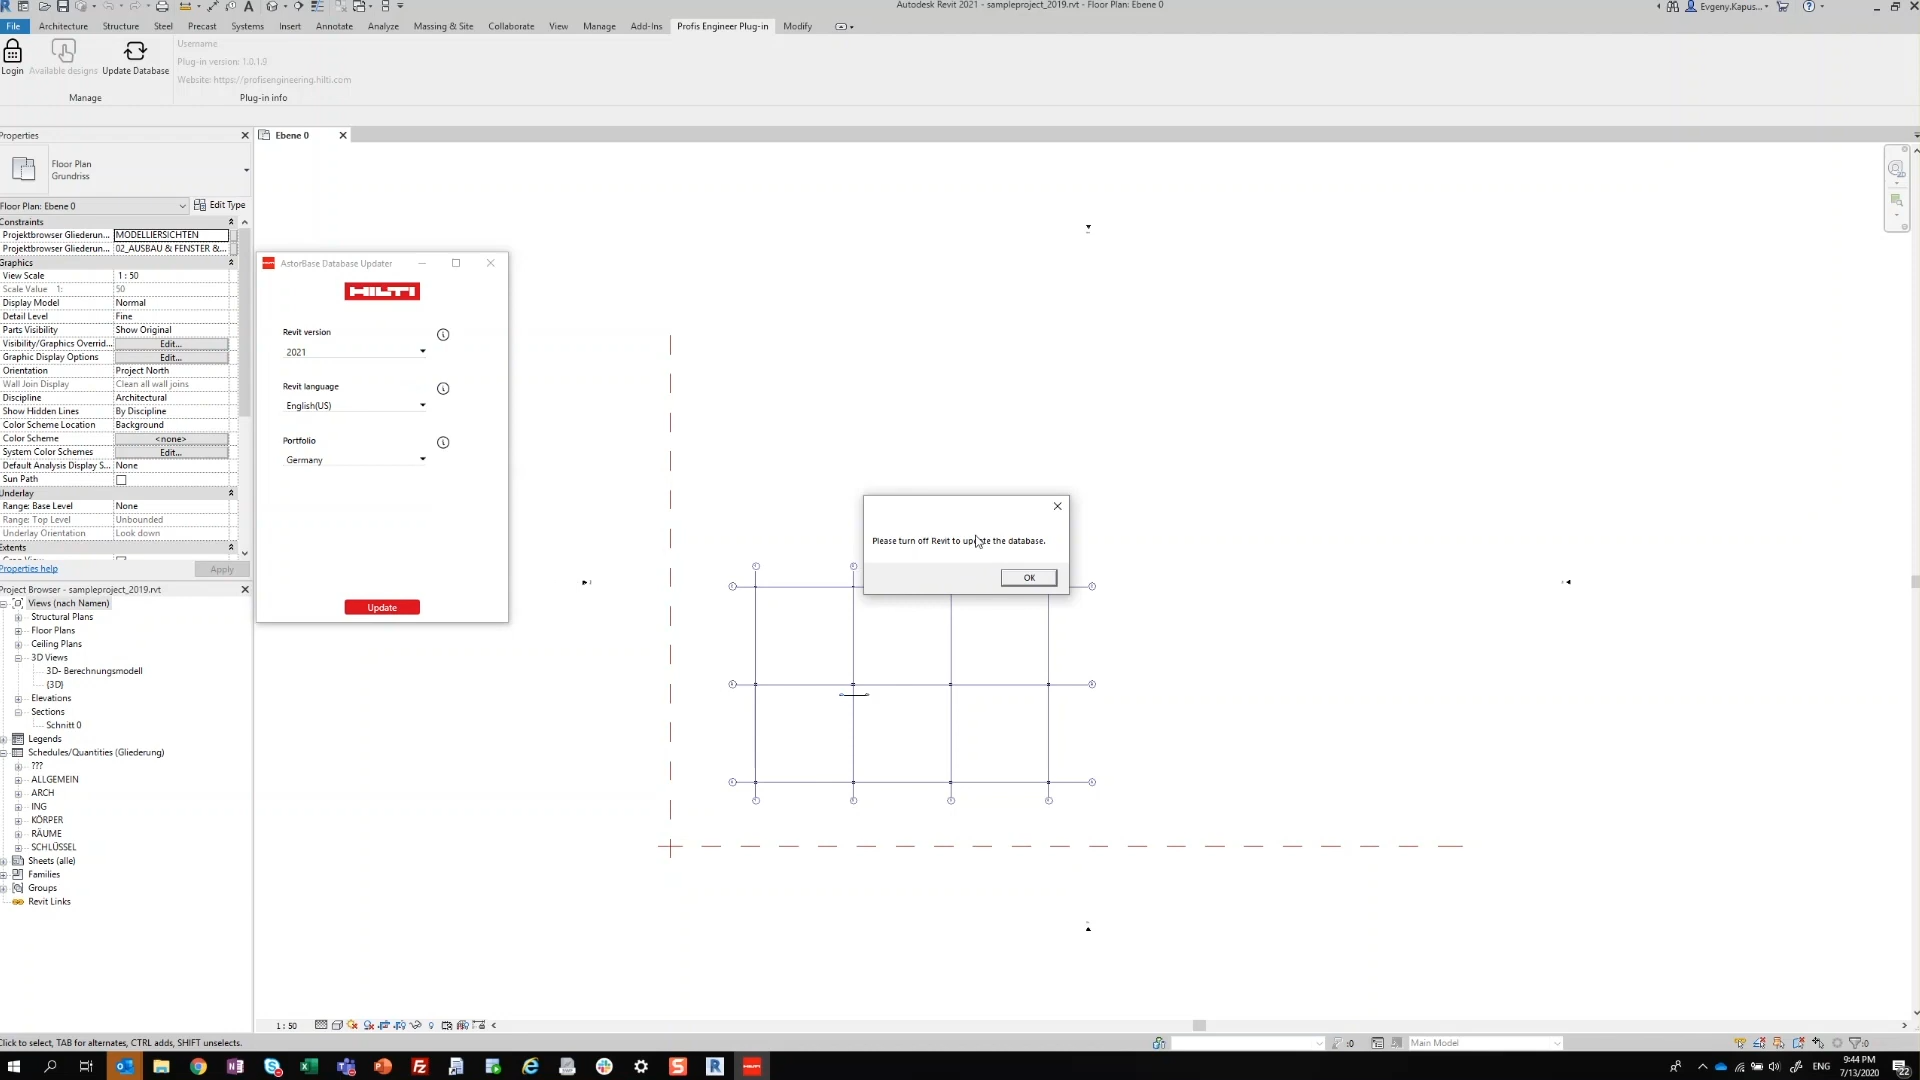 Autodesk Revit 2021 - sampleproject_2019.rvt - Floor Plan: Ebene 0
Evgeny.Kapus...
File Architecture Structure Steel Precast Systems Insert Annotate Analyze Massing & Site Collaborate View Manage Add-Ins Profis Engineer Plug-in Modify
Username
Plug-in version: 1.0.1.9
Login Available designs Update Database
Website: https://profisengineering.hilti.com
Manage Plug-in info
Properties
Ebene 0
Floor Plan
Grundriss
Floor Plan: Ebene 0
Edit Type
Constraints
Projektbrowser Gliederun... MODELLIERSICHTEN
Projektbrowser Gliederun... 02_AUSBAU & FENSTER &...
Graphics
View Scale 1 : 50
Scale Value 1: 50
Display Model Normal
Detail Level Fine
Parts Visibility Show Original
Visibility/Graphics Overrid... Edit...
Graphic Display Options Edit...
Orientation Project North
Wall Join Display Clean all wall joins
Discipline Architectural
Show Hidden Lines By Discipline
Color Scheme Location Background
Color Scheme <none>
System Color Schemes Edit...
Default Analysis Display S... None
Sun Path
Underlay
Range: Base Level None
Range: Top Level Unbounded
Underlay Orientation Look down
Extents
Properties help
Apply
Project Browser - sampleproject_2019.rvt
Views (nach Namen)
Structural Plans
Floor Plans
Ceiling Plans
3D Views
3D- Berechnungsmodell
{3D}
Elevations
Sections
Schnitt 0
Legends
Schedules/Quantities (Gliederung)
???
ALLGEMEIN
ARCH
ING
KÖRPER
RÄUME
SCHLÜSSEL
Sheets (alle)
Families
Groups
Revit Links
AstorBase Database Updater
HILTI
Revit version
2021
Revit language
English(US)
Portfolio
Germany
Update
Please turn off Revit to update the database.
OK
1 : 50
Click to select, TAB for alternates, CTRL adds, SHIFT unselects.
:0
Main Model
:0
ENG
9:44 PM
7/13/2020
22